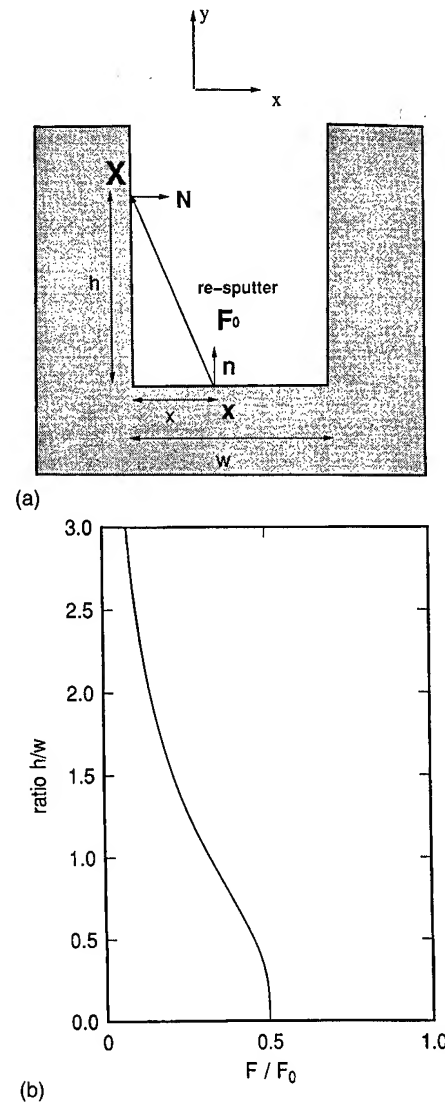 y
x
X
N
h
re-sputter
F₀
n
x
x
w
(a)
3.0
2.5
2.0
1.5
1.0
0.5
0.0
ratio h/w
0
0.5
1.0
F / F₀
(b)